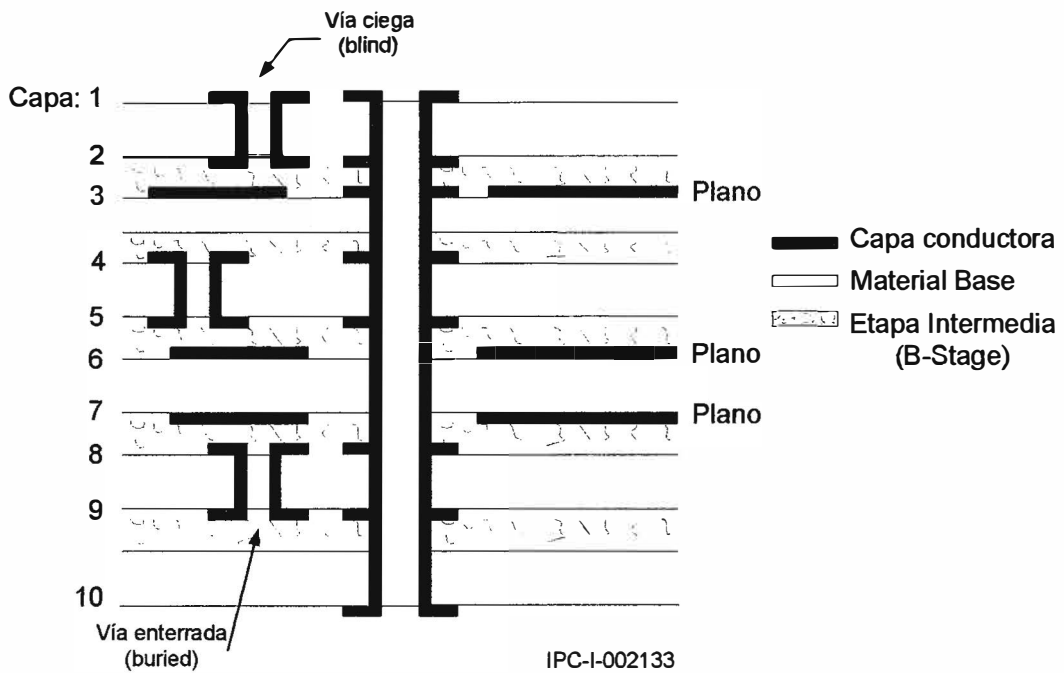 Vía ciega
(blind)
Capa: 1
2
3
Plano
4
5
6
Plano
7
Plano
8
9
10
Capa conductora
Material Base
Etapa Intermedia
(B-Stage)
Vía enterrada
(buried)
IPC-I-002133